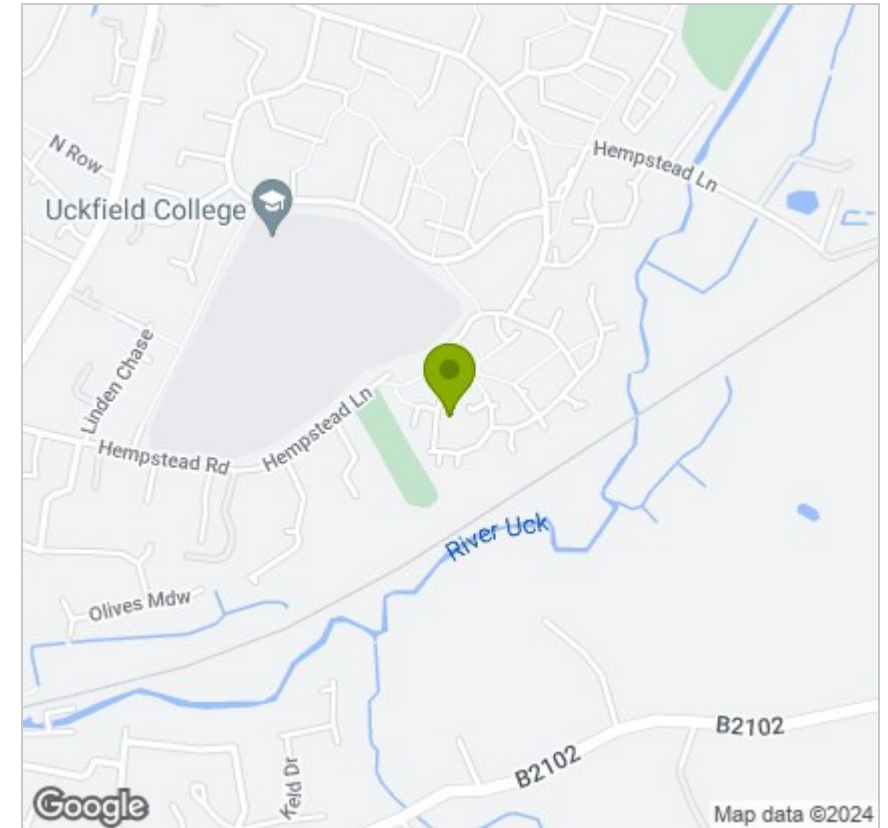 N Row
Hempstead Ln
Uckfield College
Linden Chase
Hempstead Ln
Hempstead Rd
River Uck
Olives Mdw
B2102
B2102
Google
Map data ©2024